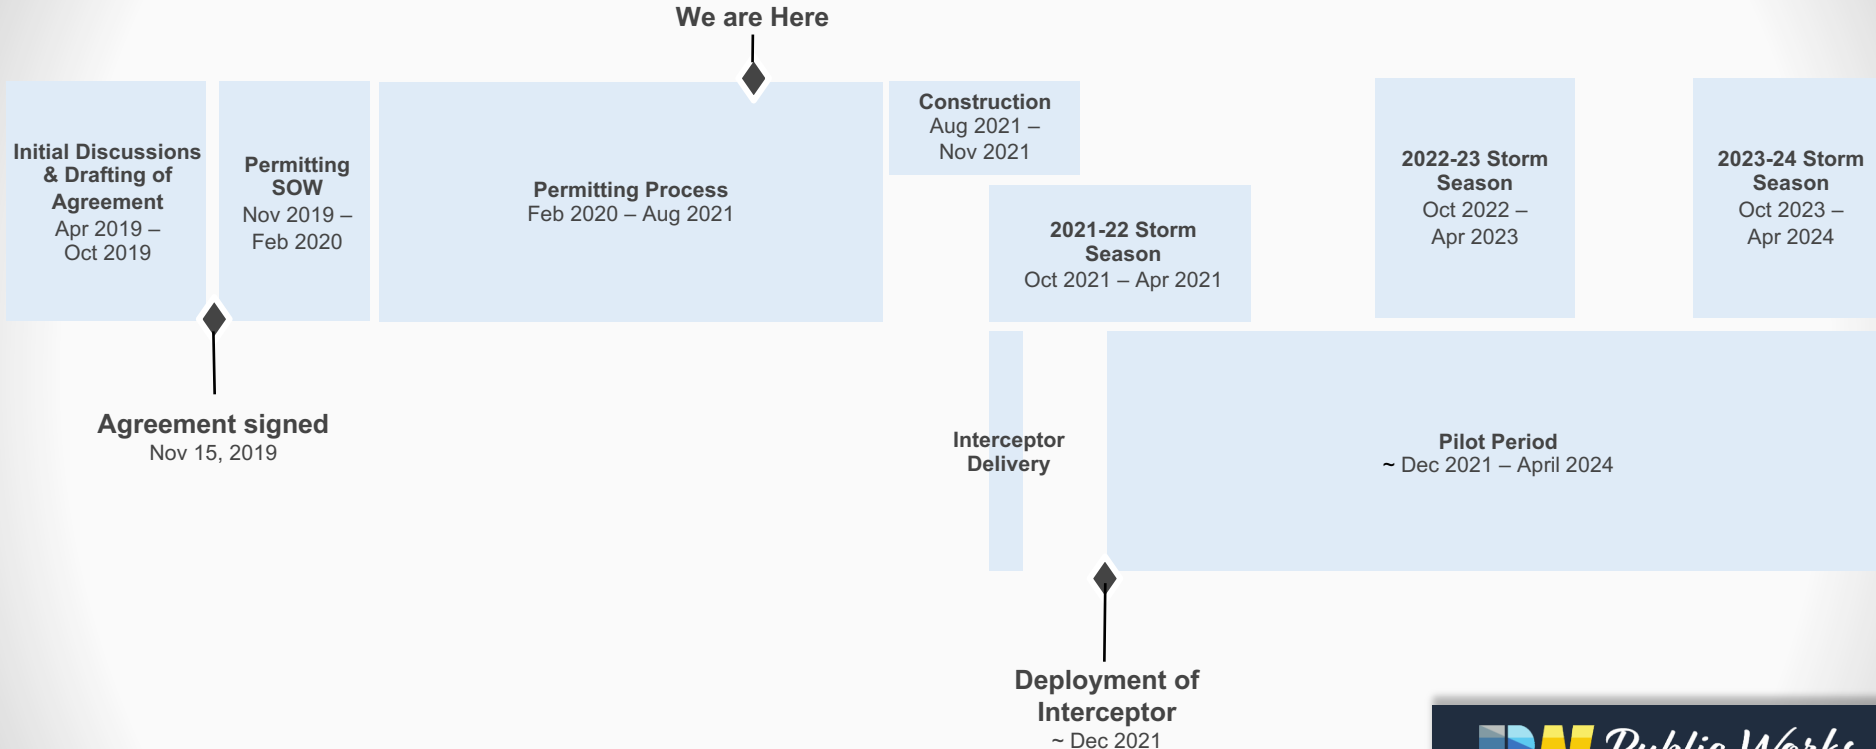 We are Here
Initial Discussions
& Drafting of
Agreement
Apr 2019 –
Oct 2019
Permitting
SOW
Nov 2019 –
Feb 2020
Permitting Process
Feb 2020 – Aug 2021
Construction
Aug 2021 –
Nov 2021
2021-22 Storm
Season
Oct 2021 – Apr 2021
2022-23 Storm
Season
Oct 2022 –
Apr 2023
2023-24 Storm
Season
Oct 2023 –
Apr 2024
Agreement signed
Nov 15, 2019
Interceptor
Delivery
Pilot Period
~ Dec 2021 – April 2024
Deployment of
Interceptor
~ Dec 2021
Public Works